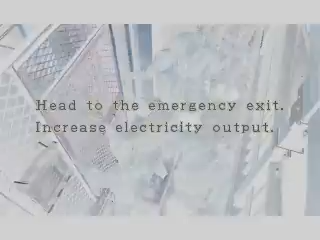 Head to the emergency exit.
Increase electricity output.